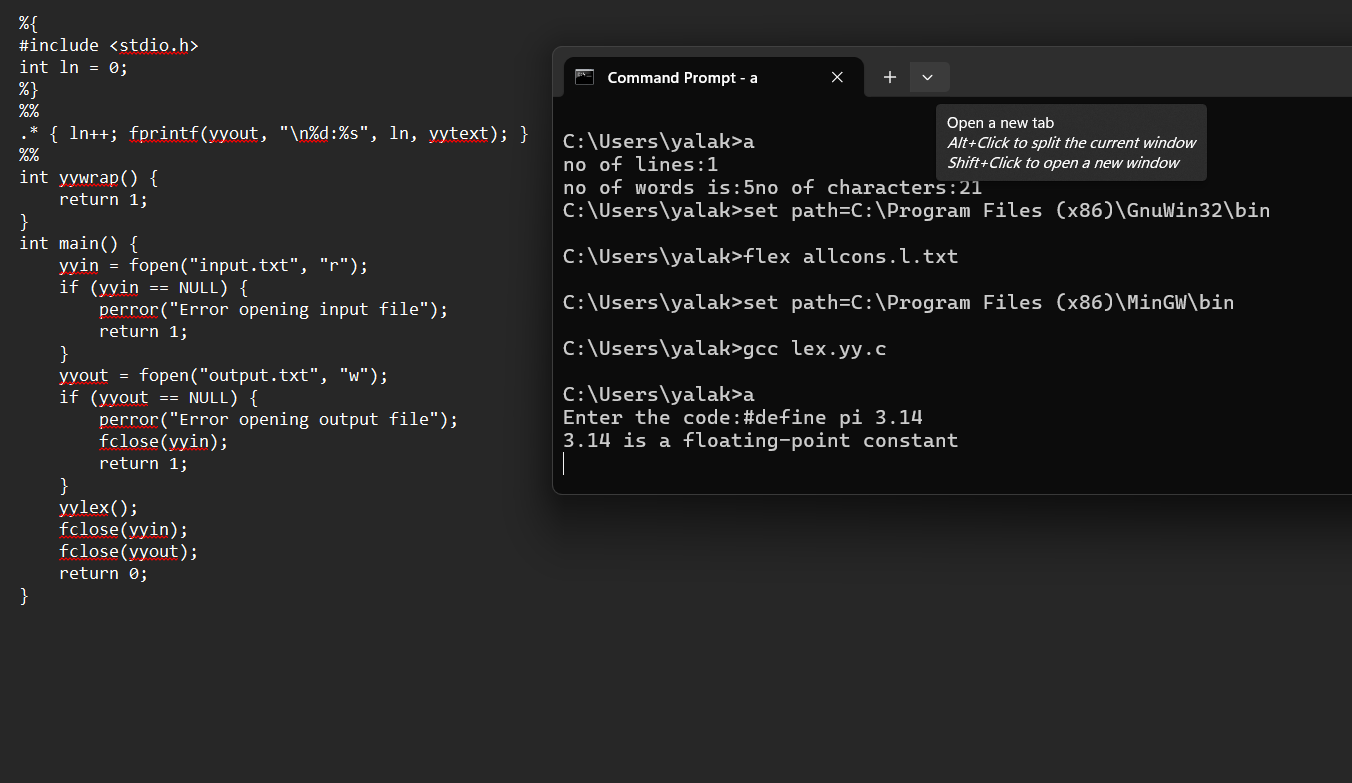 %{
#include <stdio.h>
int ln = 0;
%}
%%
.* { ln++; fprintf(yyout, "\n%d:%s", ln, yytext); }
%%
int yywrap() {
    return 1;
}
int main() {
    yyin = fopen("input.txt", "r");
    if (yyin == NULL) {
        perror("Error opening input file");
        return 1;
    }
    yyout = fopen("output.txt", "w");
    if (yyout == NULL) {
        perror("Error opening output file");
        fclose(yyin);
        return 1;
    }
    yylex();
    fclose(yyin);
    fclose(yyout);
    return 0;
}
Command Prompt - a
Open a new tab
Alt+Click to split the current window
Shift+Click to open a new window
C:\Users\yalak>a
no of lines:1
no of words is:5no of characters:21
C:\Users\yalak>set path=C:\Program Files (x86)\GnuWin32\bin
C:\Users\yalak>flex allcons.l.txt
C:\Users\yalak>set path=C:\Program Files (x86)\MinGW\bin
C:\Users\yalak>gcc lex.yy.c
C:\Users\yalak>a
Enter the code:#define pi 3.14
3.14 is a floating-point constant